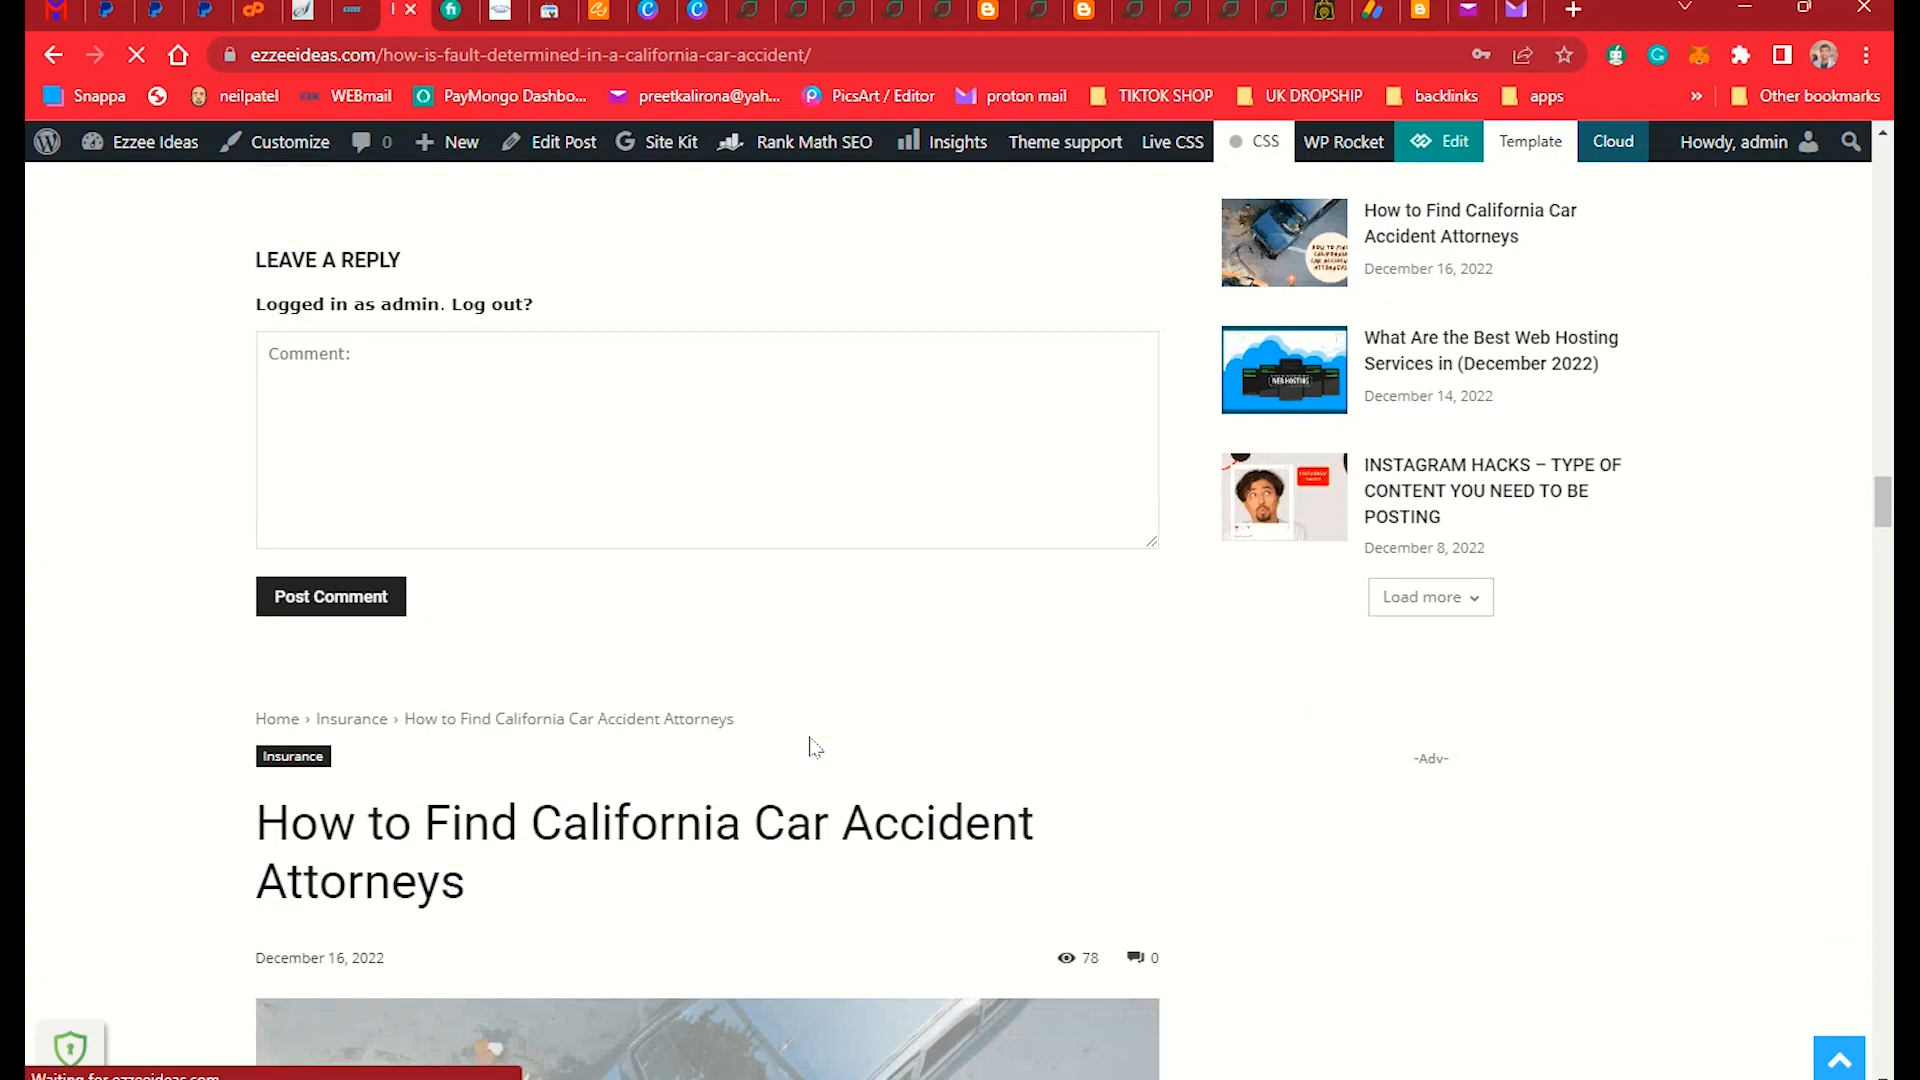 ezzeeideas.com/how-is-fault-determined-in-a-california-car-accident/
Snappa
neilpatel
WEBmail
PayMongo Dashbo...
preetkalirona@yah...
PicsArt / Editor
proton mail
TIKTOK SHOP
UK DROPSHIP
backlinks
apps
»
Other bookmarks
Ezzee Ideas
Customize
0
New
Edit Post
Site Kit
Rank Math SEO
Insights
Theme support
Live CSS
CSS
WP Rocket
Edit
Template
Cloud
Howdy, admin
LEAVE A REPLY
Logged in as admin. Log out?
Comment:
Post Comment
How to Find California Car
Accident Attorneys
December 16, 2022
WEB HOSTING
What Are the Best Web Hosting
Services in (December 2022)
December 14, 2022
INSTAGRAM HACKS – TYPE OF
CONTENT YOU NEED TO BE
POSTING
December 8, 2022
Load more
Home › Insurance › How to Find California Car Accident Attorneys
Insurance
-Adv-
How to Find California Car Accident
Attorneys
December 16, 2022
78
0
Waiting for ezzeeideas.com